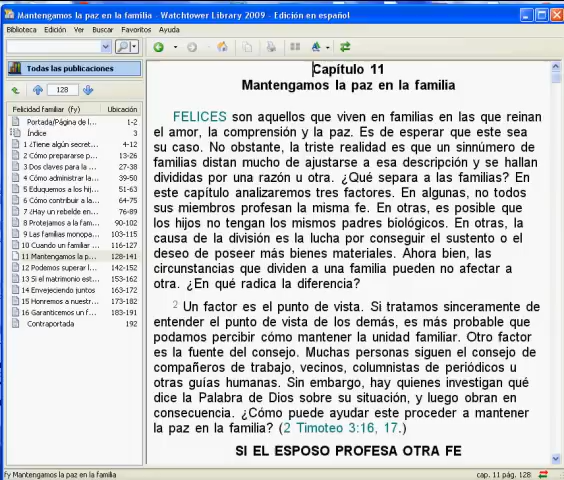 Mantengamos la paz en la familia - Watchtower Library 2009 - Edición en español
Biblioteca Edición Ver Buscar Favoritos Ayuda
Todas las publicaciones
128
Felicidad familiar (fy) Ubicación
Portada/Página de l... 1-2
Índice 3
1 ¿Tiene algún secret... 4-12
2 Cómo prepararse p... 13-26
3 Dos claves para la ... 27-38
4 Cómo administrar la... 39-50
5 Eduquemos a los hij... 51-63
6 Cómo contribuir a la... 64-75
7 ¿Hay un rebelde en... 76-89
8 Protejamos a la fam... 90-102
9 Las familias monopa... 103-115
10 Cuando un familiar ... 116-127
11 Mantengamos la p... 128-141
12 Podemos superar l... 142-152
13 Si el matrimonio est... 153-162
14 Envejeciendo juntos 163-172
15 Honremos a nuestr... 173-182
16 Garanticemos un f... 183-191
Contraportada 192
Capítulo 11
Mantengamos la paz en la familia
FELICES son aquellos que viven en familias en las que reinan
el amor, la comprensión y la paz. Es de esperar que este sea
su caso. No obstante, la triste realidad es que un sinnúmero de
familias distan mucho de ajustarse a esa descripción y se hallan
divididas por una razón u otra. ¿Qué separa a las familias? En
este capítulo analizaremos tres factores. En algunas, no todos
sus miembros profesan la misma fe. En otras, es posible que
los hijos no tengan los mismos padres biológicos. En otras, la
causa de la división es la lucha por conseguir el sustento o el
deseo de poseer más bienes materiales. Ahora bien, las
circunstancias que dividen a una familia pueden no afectar a
otra. ¿En qué radica la diferencia?
2 Un factor es el punto de vista. Si tratamos sinceramente de
entender el punto de vista de los demás, es más probable que
podamos percibir cómo mantener la unidad familiar. Otro factor
es la fuente del consejo. Muchas personas siguen el consejo de
compañeros de trabajo, vecinos, columnistas de periódicos u
otras guías humanas. Sin embargo, hay quienes investigan qué
dice la Palabra de Dios sobre su situación, y luego obran en
consecuencia. ¿Cómo puede ayudar este proceder a mantener
la paz en la familia? (2 Timoteo 3:16, 17.)
SI EL ESPOSO PROFESA OTRA FE
fy Mantengamos la paz en la familia cap. 11 pág. 128